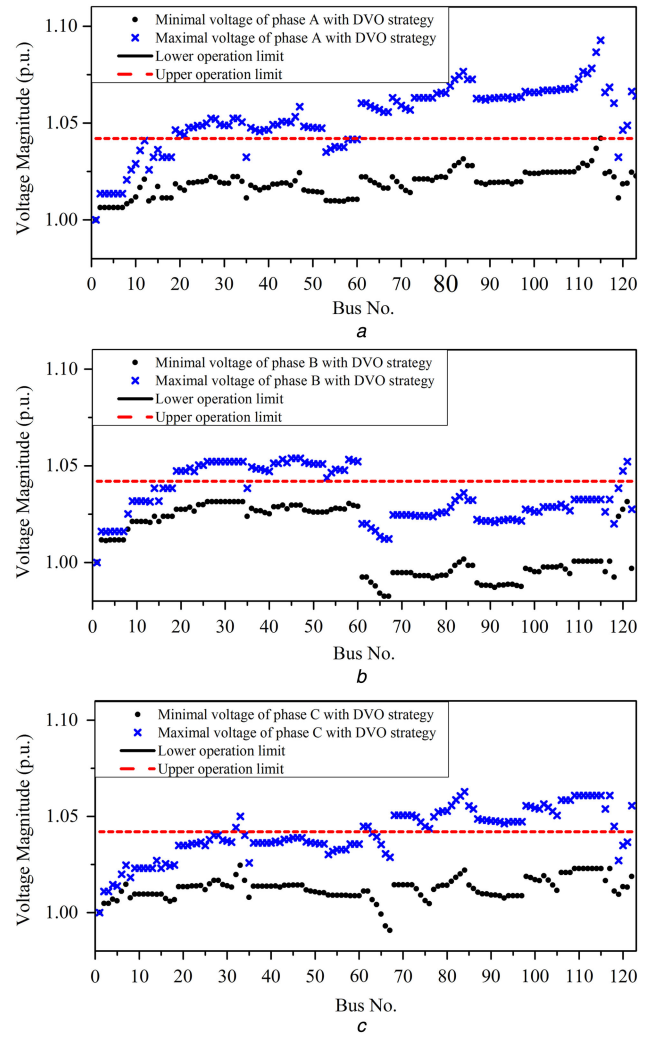 Minimal voltage of phase A with DVO strategy
Maximal voltage of phase A with DVO strategy
Lower operation limit
Upper operation limit
Voltage Magnitude (p.u.)
1.10
1.05
1.00
0 10 20 30 40 50 60 70 80 90 100 110 120
Bus No.
a
Minimal voltage of phase B with DVO strategy
Maximal voltage of phase B with DVO strategy
Lower operation limit
Upper operation limit
Voltage Magnitude (p.u.)
1.10
1.05
1.00
0 10 20 30 40 50 60 70 80 90 100 110 120
Bus No.
b
Minimal voltage of phase C with DVO strategy
Maximal voltage of phase C with DVO strategy
Lower operation limit
Upper operation limit
Voltage Magnitude (p.u.)
1.10
1.05
1.00
0 10 20 30 40 50 60 70 80 90 100 110 120
Bus No.
c